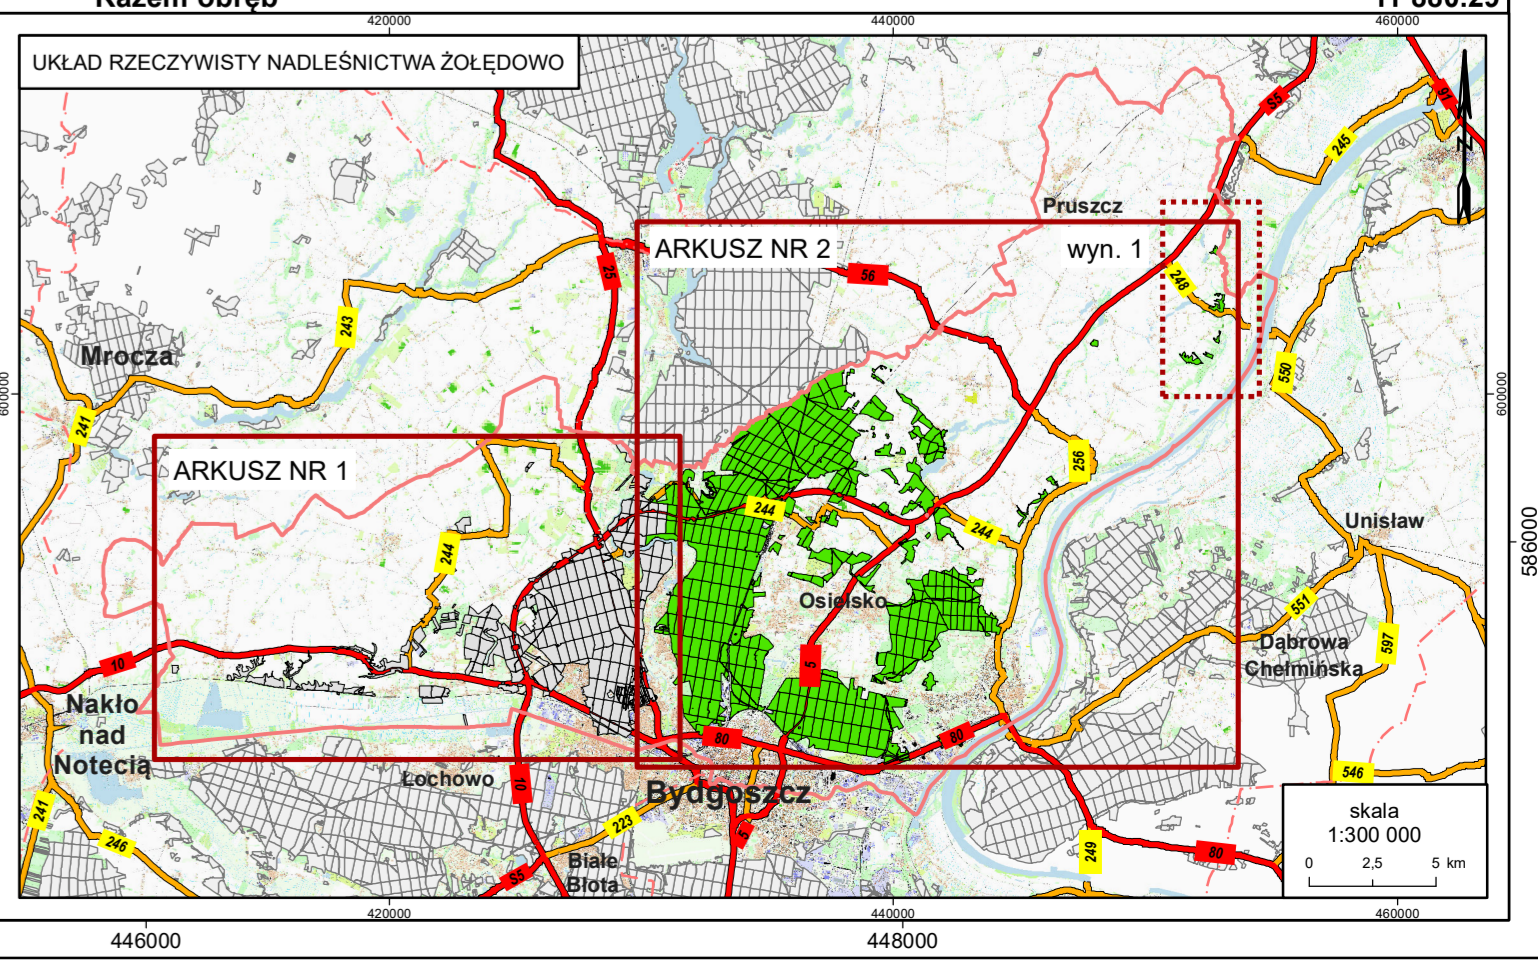 Razem obręb
11 880.29
420000 440000 460000
UKŁAD RZECZYWISTY NADLEŚNICTWA ŻOŁĘDOWO
S5
91
245
Pruszcz
ARKUSZ NR 2
wyn. 1
25
56
248
243
Mrocza
550
600000
600000
241
256
ARKUSZ NR 1
244
244
Unisław
586000
244
Osielsko
551
597
Dąbrowa
Chełmińska
10
5
Nakło
nad
Notecią
80
80
546
Łochowo
10
Bydgoszcz
241
223
5
246
249
80
Białe
Błota
S5
skala
1:300 000
0 2,5 5 km
420000 440000 460000
446000 448000